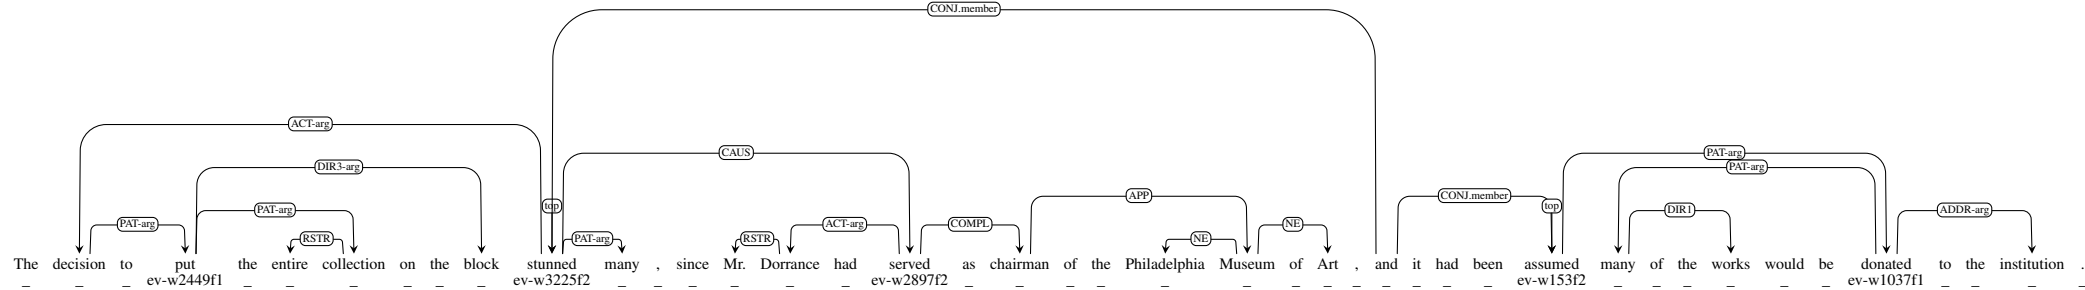 CONJ.member
ACT-arg
CAUS PAT-arg
DIR3-arg PAT-arg
APP CONJ.member
PAT-arg top top DIR1 ADDR-arg
PAT-arg ACT-arg COMPL NE
RSTR PAT-arg RSTR NE
The decision to put the entire collection on the block stunned many , since Mr. Dorrance had served as chairman of the Philadelphia Museum of Art , and it had been assumed many of the works would be donated to the institution .
_ _ _ ev-w2449f1 _ _ _ _ _ _ ev-w3225f2 _ _ _ _ _ _ ev-w2897f2 _ _ _ _ _ _ _ _ _ _ _ _ _ ev-w153f2 _ _ _ _ _ _ ev-w1037f1 _ _ _ _